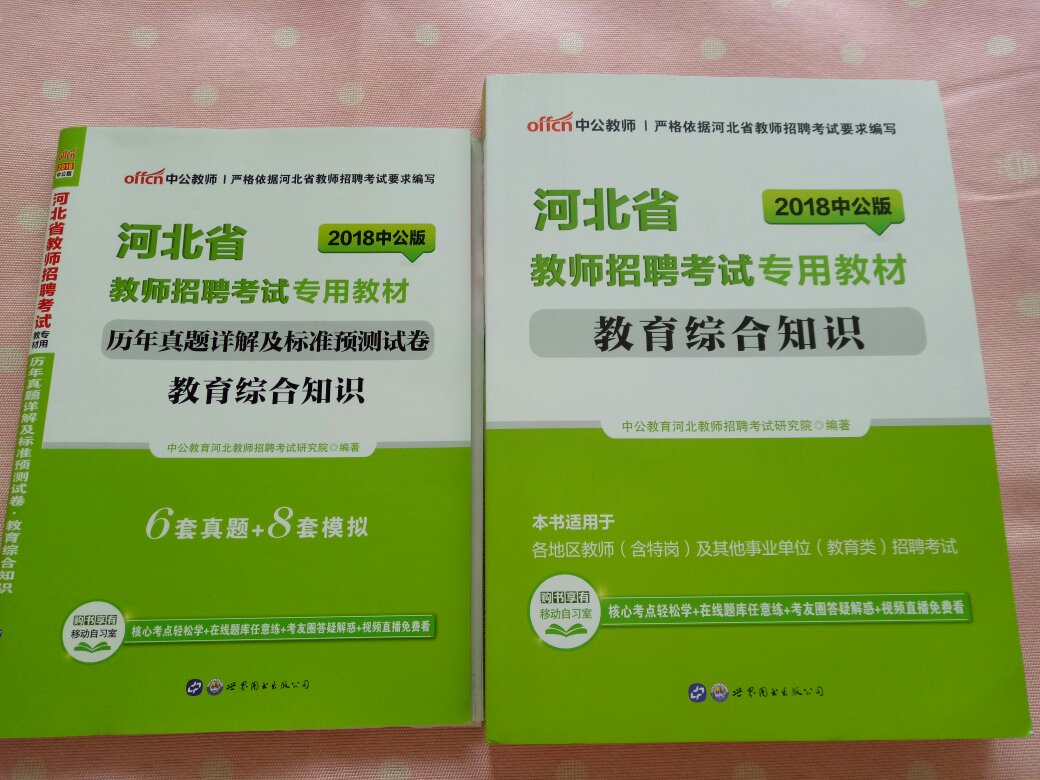 offcn
2018
中公版
河北省教师招聘考试专用教材
历年真题详解及标准预测试卷·教育综合知识
offcn中公教师 | 严格依据河北省教师招聘考试要求编写
河北省
2018中公版
教师招聘考试专用教材
历年真题详解及标准预测试卷
教育综合知识
中公教育河北教师招聘考试研究院◎编著
6套真题+8套模拟
购书享有
移动自习室
核心考点轻松学+在线题库任意练+考友圈答疑解惑+视频直播免费看
世界图书出版公司
offcn中公教师 | 严格依据河北省教师招聘考试要求编写
河北省
2018中公版
教师招聘考试专用教材
教育综合知识
中公教育河北教师招聘考试研究院◎编著
本书适用于
各地区教师（含特岗）及其他事业单位（教育类）招聘考试
购书享有
移动自习室
核心考点轻松学+在线题库任意练+考友圈答疑解惑+视频直播免费看
世界图书出版公司